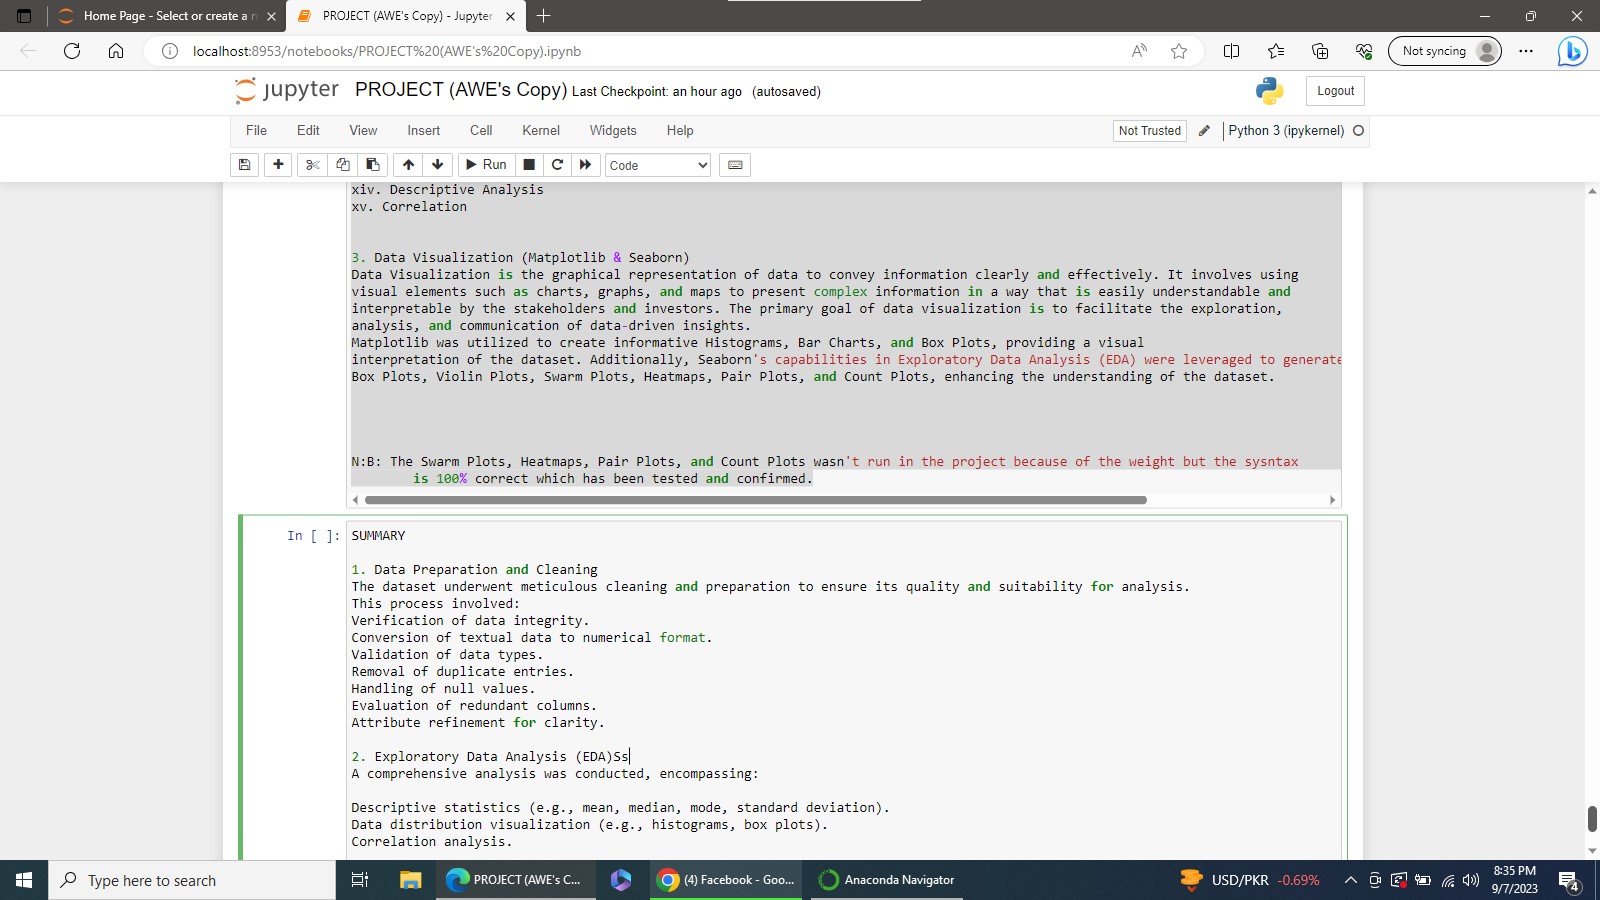 Home Page - Select or create a n
PROJECT (AWE's Copy) - Jupyter
localhost:8953/notebooks/PROJECT%20(AWE's%20Copy).ipynb
Not syncing
jupyter PROJECT (AWE's Copy) Last Checkpoint: an hour ago (autosaved)
Logout
File Edit View Insert Cell Kernel Widgets Help
Not Trusted Python 3 (ipykernel)
Run Code
xiv. Descriptive Analysis
xv. Correlation
3. Data Visualization (Matplotlib & Seaborn)
Data Visualization is the graphical representation of data to convey information clearly and effectively. It involves using
visual elements such as charts, graphs, and maps to present complex information in a way that is easily understandable and
interpretable by the stakeholders and investors. The primary goal of data visualization is to facilitate the exploration,
analysis, and communication of data-driven insights.
Matplotlib was utilized to create informative Histograms, Bar Charts, and Box Plots, providing a visual
interpretation of the dataset. Additionally, Seaborn's capabilities in Exploratory Data Analysis (EDA) were leveraged to generate
Box Plots, Violin Plots, Swarm Plots, Heatmaps, Pair Plots, and Count Plots, enhancing the understanding of the dataset.
N:B: The Swarm Plots, Heatmaps, Pair Plots, and Count Plots wasn't run in the project because of the weight but the sysntax
is 100% correct which has been tested and confirmed.
In [ ]: SUMMARY
1. Data Preparation and Cleaning
The dataset underwent meticulous cleaning and preparation to ensure its quality and suitability for analysis.
This process involved:
Verification of data integrity.
Conversion of textual data to numerical format.
Validation of data types.
Removal of duplicate entries.
Handling of null values.
Evaluation of redundant columns.
Attribute refinement for clarity.
2. Exploratory Data Analysis (EDA)Ss
A comprehensive analysis was conducted, encompassing:
Descriptive statistics (e.g., mean, median, mode, standard deviation).
Data distribution visualization (e.g., histograms, box plots).
Correlation analysis.
Type here to search
PROJECT (AWE's C...
(4) Facebook - Goo...
Anaconda Navigator
USD/PKR -0.69%
8:35 PM
9/7/2023
4